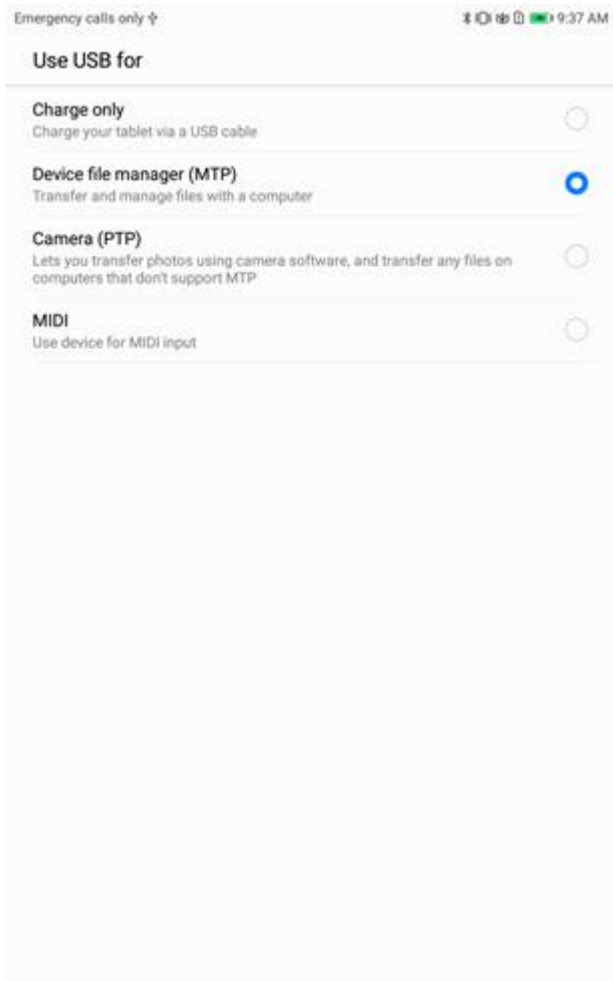 Emergency calls only
9:37 AM
Use USB for
Charge only
Charge your tablet via a USB cable
Device file manager (MTP)
Transfer and manage files with a computer
Camera (PTP)
Lets you transfer photos using camera software, and transfer any files on
computers that don't support MTP
MIDI
Use device for MIDI input